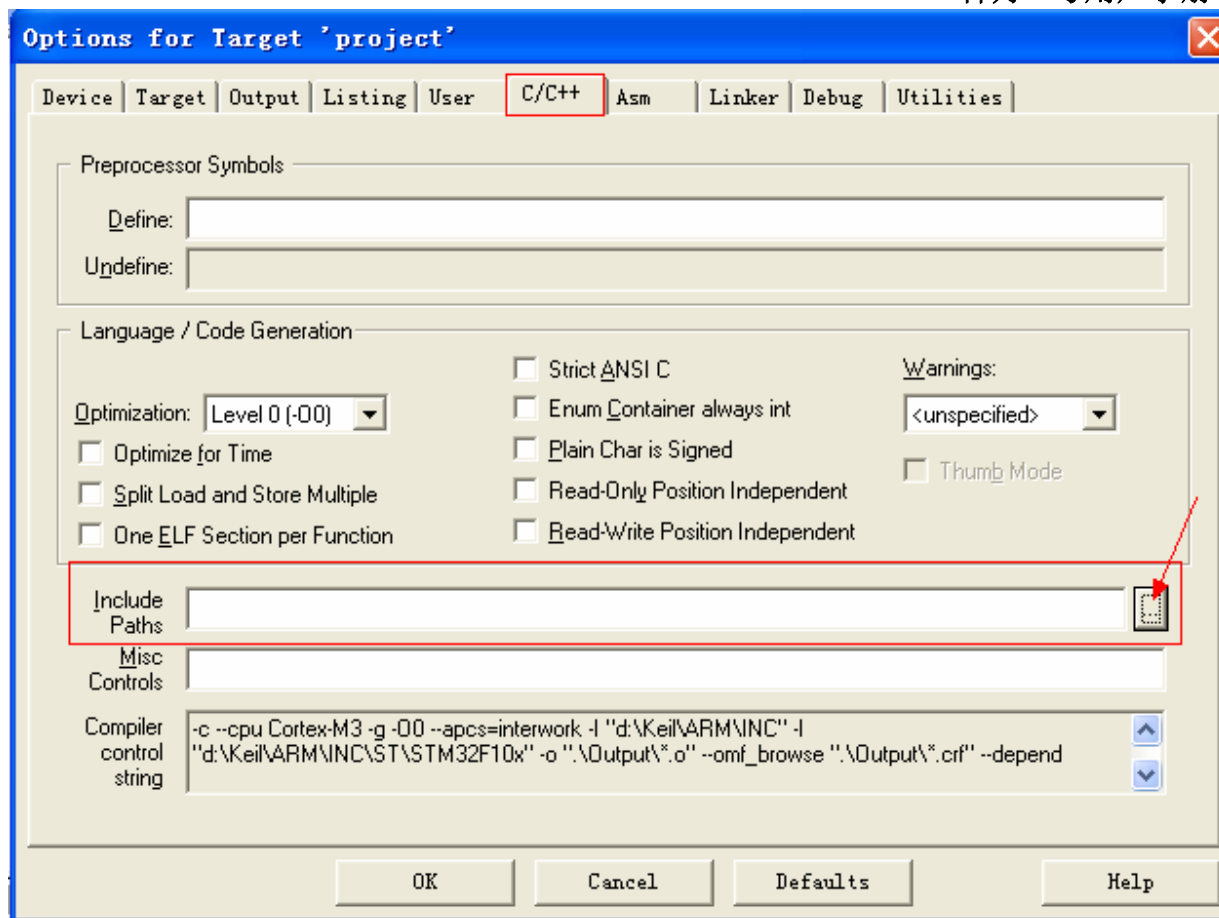 Options for Target 'project'
Device Target Output Listing User C/C++ Asm Linker Debug Utilities
Preprocessor Symbols
Define:
Undefine:
Language / Code Generation
Strict ANSI C Warnings:
Optimization: Level 0 (-O0) Enum Container always int <unspecified>
Optimize for Time Plain Char is Signed
Split Load and Store Multiple Read-Only Position Independent Thumb Mode
One ELF Section per Function Read-Write Position Independent
Include
Paths
...
Misc
Controls
Compiler
control
string
-c --cpu Cortex-M3 -g -O0 --apcs=interwork -I "d:\Keil\ARM\INC" -I
"d:\Keil\ARM\INC\ST\STM32F10x" -o ".\Output\*.o" --omf_browse ".\Output\*.crf" --depend
OK Cancel Defaults Help